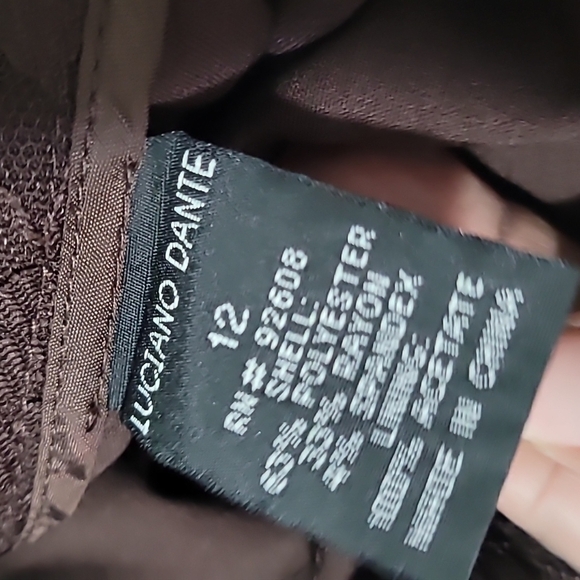 LUCIANO DANTE
12
RN # 92608
SHELL:
63% POLYESTER
33% RAYON
4% SPANDEX
LINING:
100% ACETATE
MADE IN CHINA